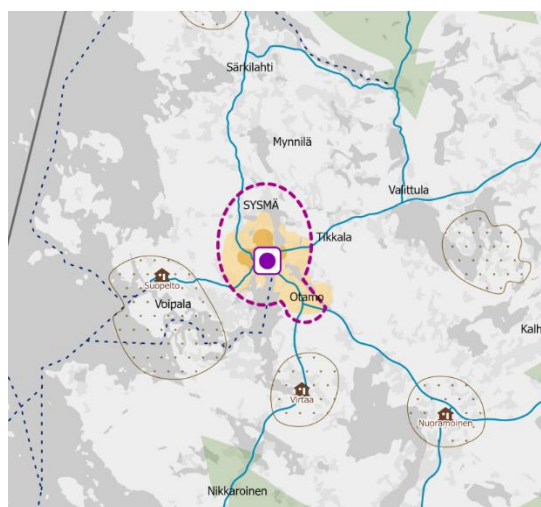 Särkilahti
Mynnilä
Valittula
SYSMÄ
Tikkala
Suopelto
Voipala
Otamo
Kalh
Virtaa
Nuoramoinen
Nikkaroinen